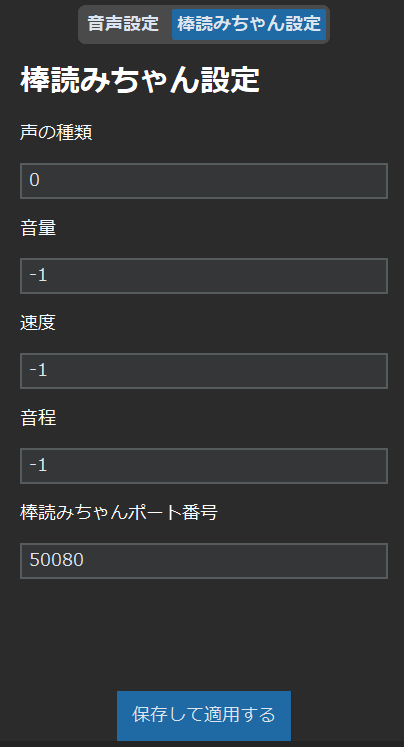 音声設定 棒読みちゃん設定
棒読みちゃん設定
声の種類
0
音量
-1
速度
-1
音程
-1
棒読みちゃんポート番号
50080
保存して適用する